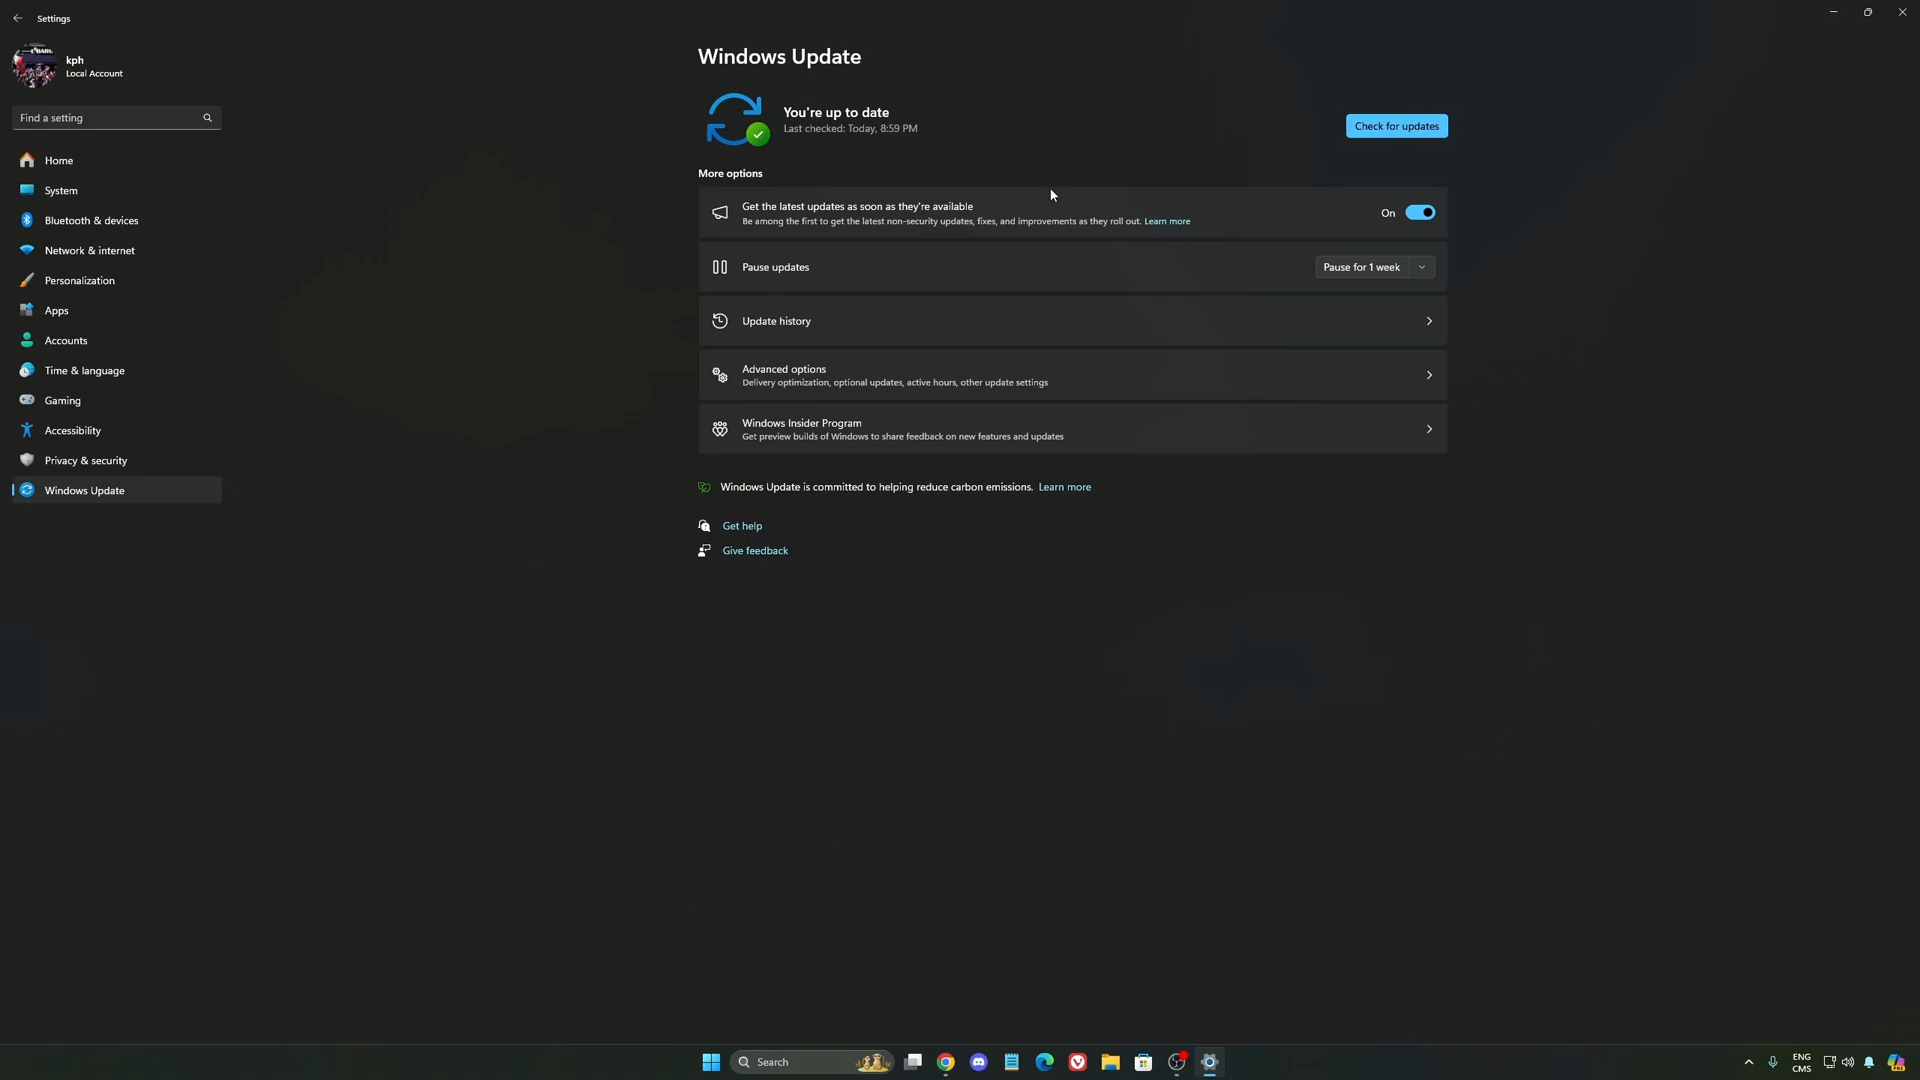 Settings
kph
Local Account
Find a setting
Home
System
Bluetooth & devices
Network & internet
Personalization
Apps
Accounts
Time & language
Gaming
Accessibility
Privacy & security
Windows Update
Windows Update
You're up to date
Last checked: Today, 8:59 PM
Check for updates
More options
Get the latest updates as soon as they're available
Be among the first to get the latest non-security updates, fixes, and improvements as they roll out. Learn more
On
Pause updates
Pause for 1 week
Update history
Advanced options
Delivery optimization, optional updates, active hours, other update settings
Windows Insider Program
Get preview builds of Windows to share feedback on new features and updates
Windows Update is committed to helping reduce carbon emissions. Learn more
Get help
Give feedback
Search
ENG
CMS